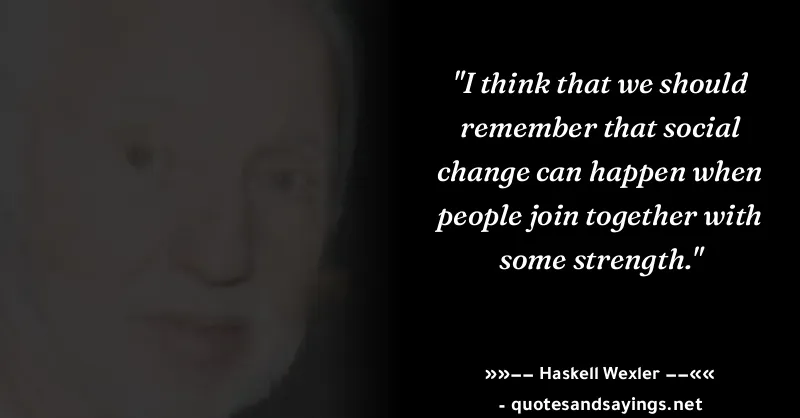 "I think that we should
remember that social
change can happen when
people join together with
some strength."
»»−− Haskell Wexler −−««
- quotesandsayings.net